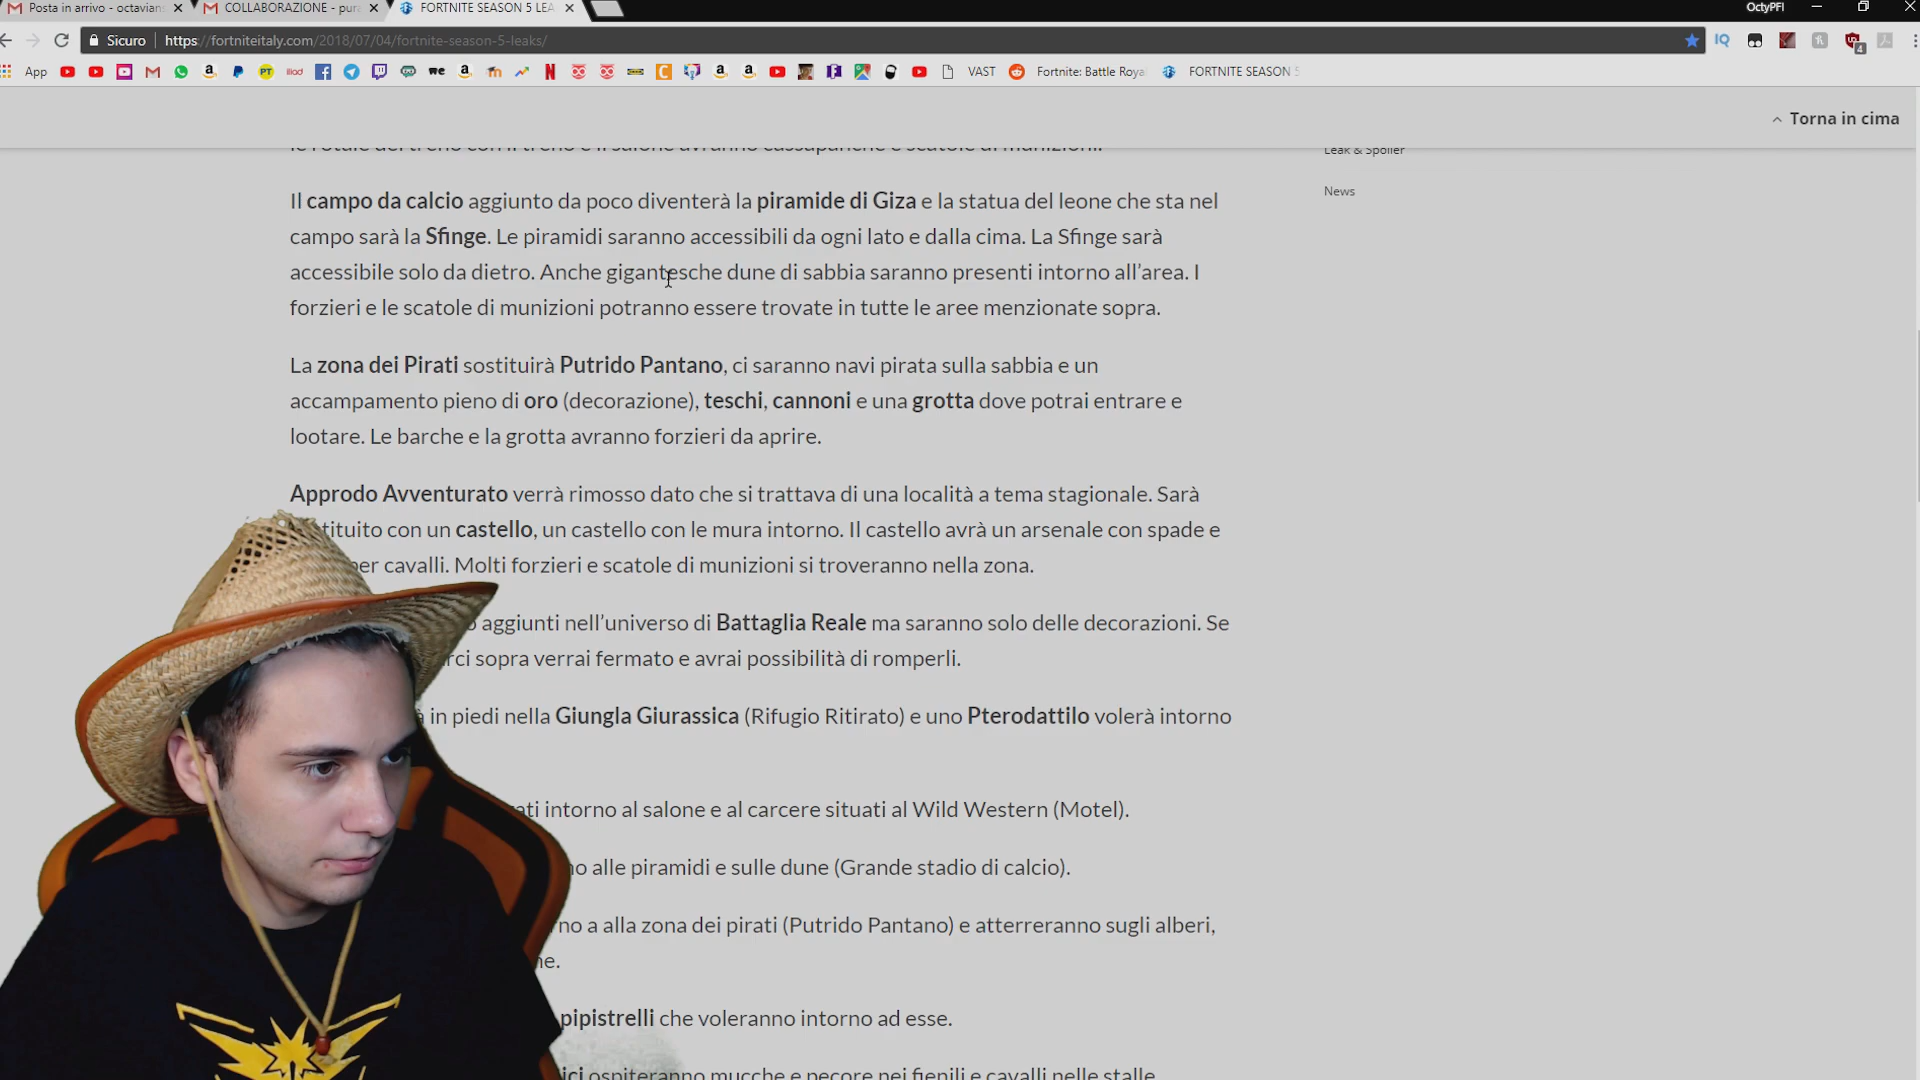 Posta in arrivo - octavians
COLLABORAZIONE - pur
FORTNITE SEASON 5 LEA
OctyPFI
Sicuro
https://fortniteitaly.com/2018/07/04/fortnite-season-5-leaks/
App
VAST
Fortnite: Battle Roya
FORTNITE SEASON 5
Torna in cima
Leak & Spoiler
News
Il campo da calcio aggiunto da poco diventerà la piramide di Giza e la statua del leone che sta nel
campo sarà la Sfinge. Le piramidi saranno accessibili da ogni lato e dalla cima. La Sfinge sarà
accessibile solo da dietro. Anche gigantesche dune di sabbia saranno presenti intorno all’area. I
forzieri e le scatole di munizioni potranno essere trovate in tutte le aree menzionate sopra.
La zona dei Pirati sostituirà Putrido Pantano, ci saranno navi pirata sulla sabbia e un
accampamento pieno di oro (decorazione), teschi, cannoni e una grotta dove potrai entrare e
lootare. Le barche e la grotta avranno forzieri da aprire.
Approdo Avventurato verrà rimosso dato che si trattava di una località a tema stagionale. Sarà
tituito con un castello, un castello con le mura intorno. Il castello avrà un arsenale con spade e
per cavalli. Molti forzieri e scatole di munizioni si troveranno nella zona.
aggiunti nell’universo di Battaglia Reale ma saranno solo delle decorazioni. Se
rci sopra verrai fermato e avrai possibilità di romperli.
in piedi nella Giungla Giurassica (Rifugio Ritirato) e uno Pterodattilo volerà intorno
ati intorno al salone e al carcere situati al Wild Western (Motel).
no alle piramidi e sulle dune (Grande stadio di calcio).
rno a alla zona dei pirati (Putrido Pantano) e atterreranno sugli alberi,
ne.
pipistrelli che voleranno intorno ad esse.
ici ospiteranno mucche e pecore nei fienili e cavalli nelle stalle